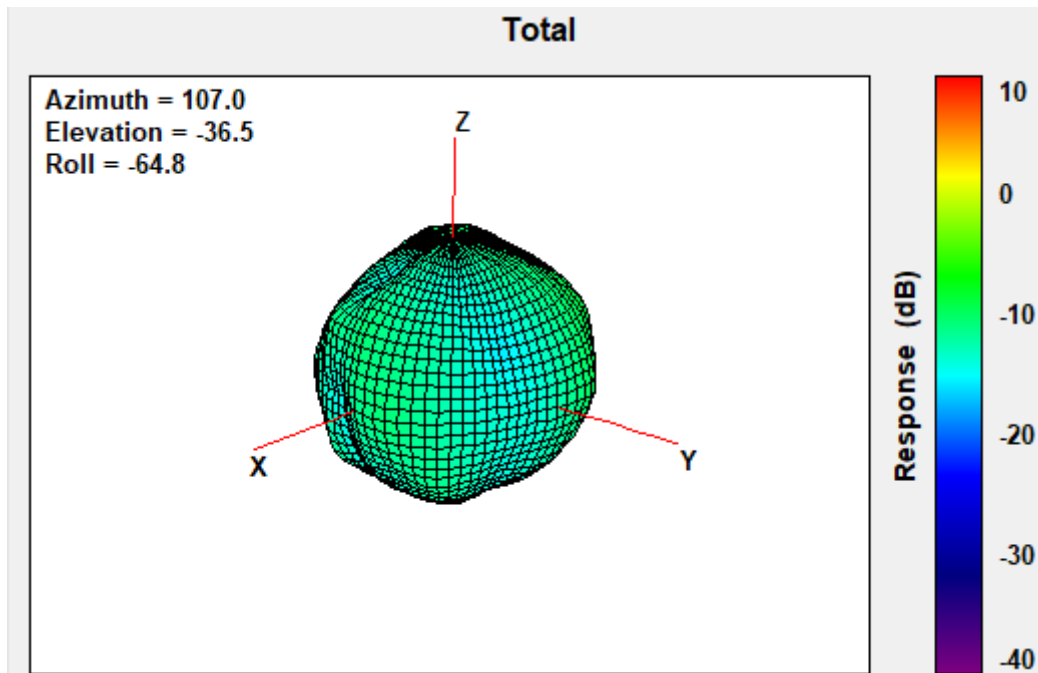 Total
Azimuth = 107.0
Elevation = -36.5
Roll = -64.8
Z
X
Y
Response (dB)
10
0
-10
-20
-30
-40